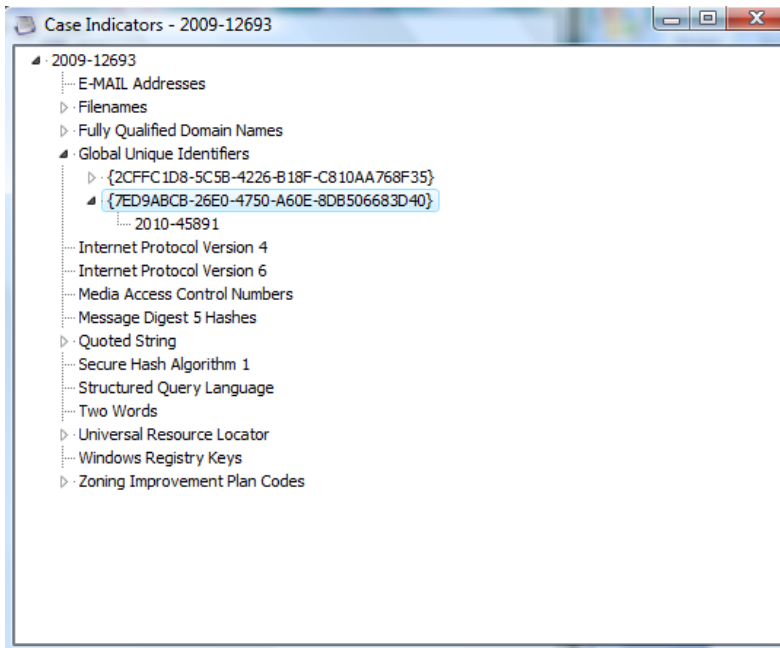 Case Indicators - 2009-12693
2009-12693
E-MAIL Addresses
Filenames
Fully Qualified Domain Names
Global Unique Identifiers
{2CFFC1D8-5C5B-4226-B18F-C810AA768F35}
{7ED9ABCB-26E0-4750-A60E-8DB506683D40}
2010-45891
Internet Protocol Version 4
Internet Protocol Version 6
Media Access Control Numbers
Message Digest 5 Hashes
Quoted String
Secure Hash Algorithm 1
Structured Query Language
Two Words
Universal Resource Locator
Windows Registry Keys
Zoning Improvement Plan Codes